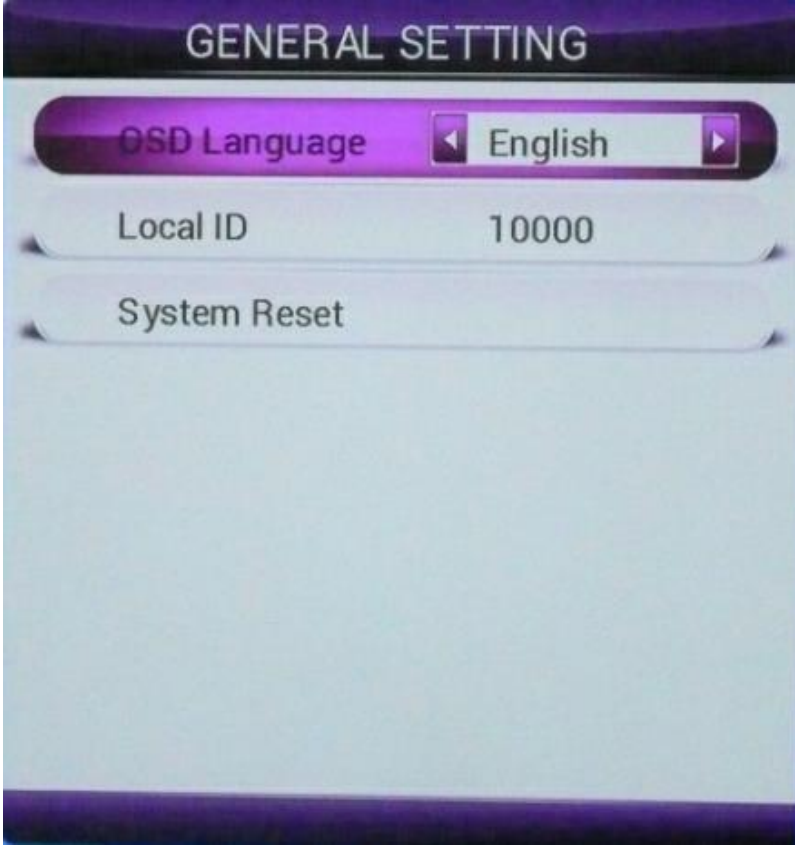 GENERAL SETTING
OSD Language English
Local ID 10000
System Reset